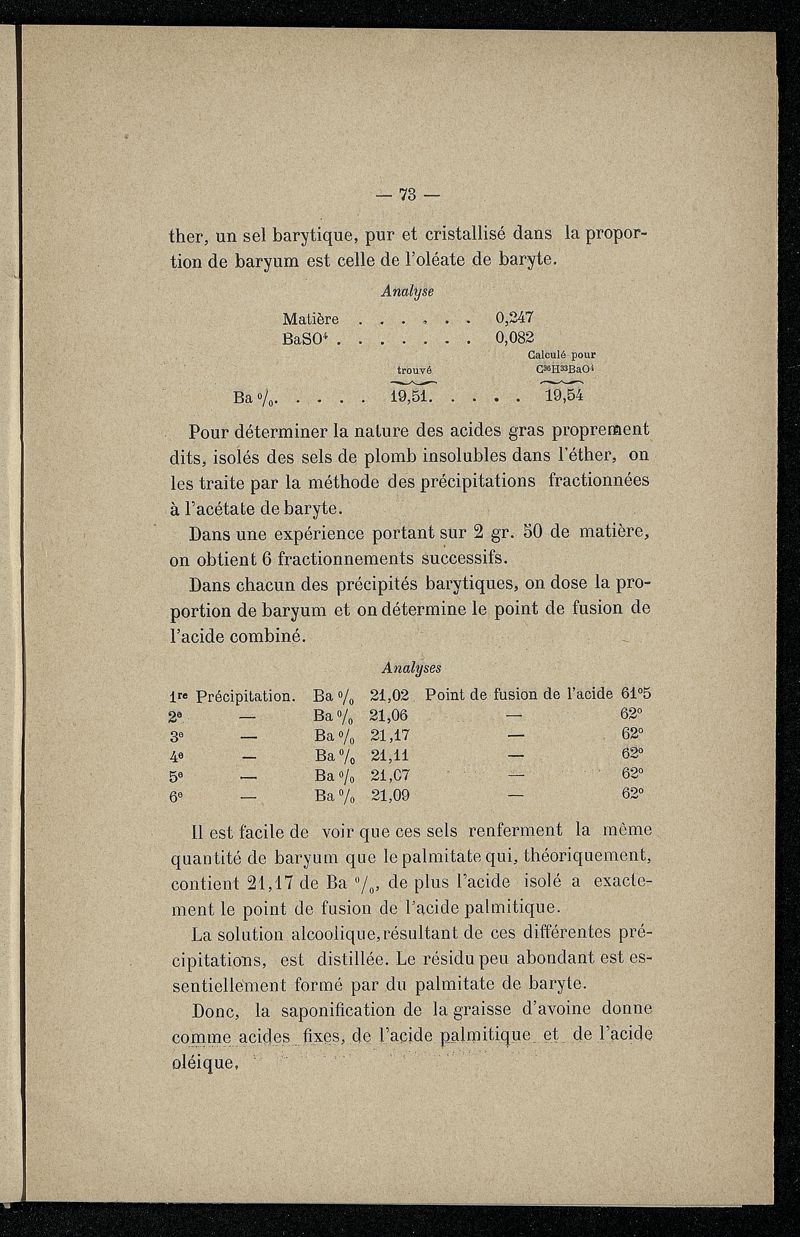 — 73 —
ther, un sel barytique, pur et cristallisé dans la propor-
tion de baryum est celle de l'oléate de baryte.
Analyse
Matière . . . . . . 0,247
BaSO⁴ . . . . . . . 0,082
Calculé pour
trouvé C³⁶H³³BaO⁴
Ba %. . . . . 19,51. . . . . 19,54
Pour déterminer la nature des acides gras proprement
dits, isolés des sels de plomb insolubles dans l'éther, on
les traite par la méthode des précipitations fractionnées
à l'acétate de baryte.
Dans une expérience portant sur 2 gr. 50 de matière,
on obtient 6 fractionnements successifs.
Dans chacun des précipités barytiques, on dose la pro-
portion de baryum et on détermine le point de fusion de
l'acide combiné.
Analyses
1re Précipitation. Ba % 21,02 Point de fusion de l'acide 61°5
2e — Ba % 21,06 — 62°
3e — Ba % 21,17 — 62°
4e — Ba % 21,11 — 62°
5e — Ba % 21,07 — 62°
6e — Ba % 21,09 — 62°
Il est facile de voir que ces sels renferment la même
quantité de baryum que le palmitate qui, théoriquement,
contient 21,17 de Ba %, de plus l'acide isolé a exacte-
ment le point de fusion de l'acide palmitique.
La solution alcoolique, résultant de ces différentes pré-
cipitations, est distillée. Le résidu peu abondant est es-
sentiellement formé par du palmitate de baryte.
Donc, la saponification de la graisse d'avoine donne
comme acides fixes, de l'acide palmitique et de l'acide
oléique,